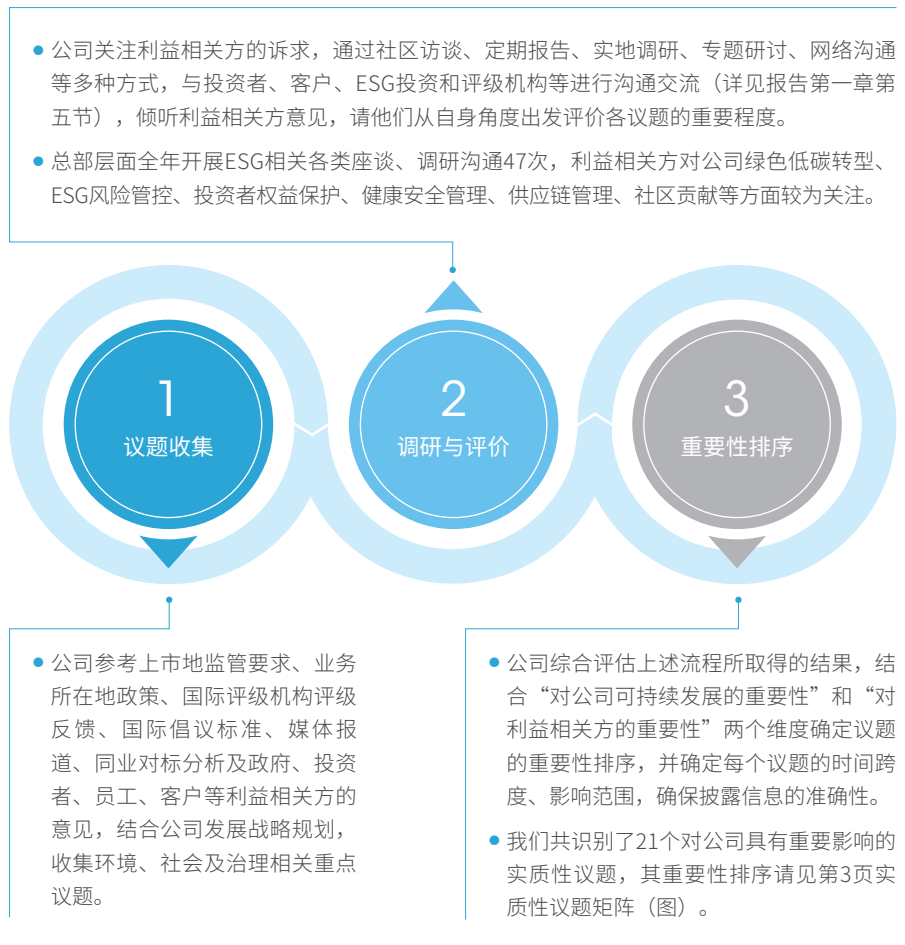 公司关注利益相关方的诉求，通过社区访谈、定期报告、实地调研、专题研讨、网络沟通
等多种方式，与投资者、客户、ESG投资和评级机构等进行沟通交流（详见报告第一章第
五节），倾听利益相关方意见，请他们从自身角度出发评价各议题的重要程度。
总部层面全年开展ESG相关各类座谈、调研沟通47次，利益相关方对公司绿色低碳转型、
ESG风险管控、投资者权益保护、健康安全管理、供应链管理、社区贡献等方面较为关注。
1
议题收集
2
调研与评价
3
重要性排序
公司参考上市地监管要求、业务
所在地政策、国际评级机构评级
反馈、国际倡议标准、媒体报
道、同业对标分析及政府、投资
者、员工、客户等利益相关方的
意见，结合公司发展战略规划，
收集环境、社会及治理相关重点
议题。
公司综合评估上述流程所取得的结果，结
合“对公司可持续发展的重要性”和“对
利益相关方的重要性”两个维度确定议题
的重要性排序，并确定每个议题的时间跨
度、影响范围，确保披露信息的准确性。
我们共识别了21个对公司具有重要影响的
实质性议题，其重要性排序请见第3页实
质性议题矩阵（图）。